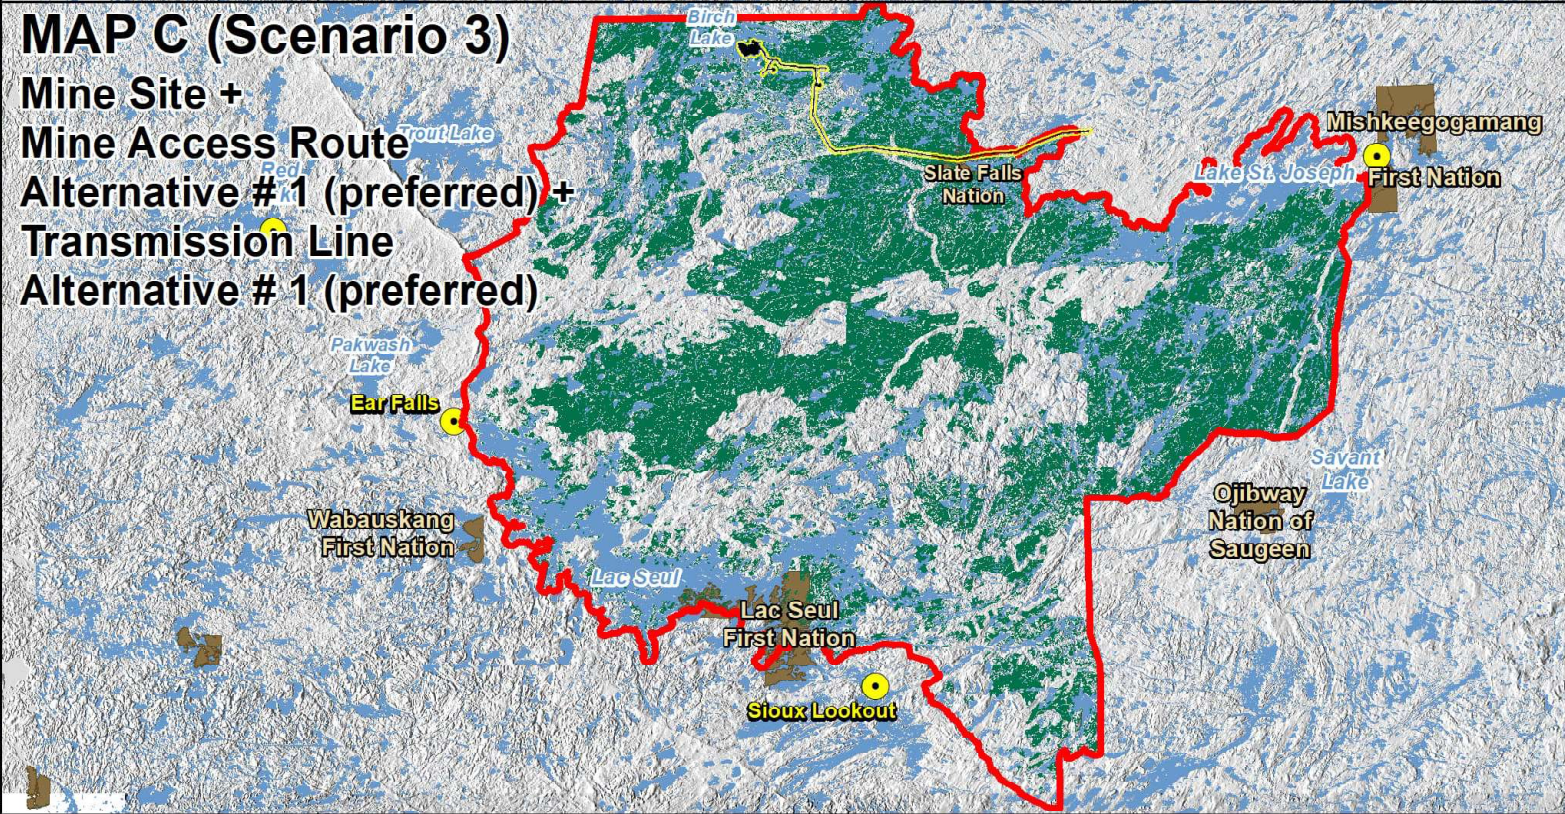 MAP C (Scenario 3)
Mine Site +
Mine Access Route
Alternative # 1 (preferred) +
Transmission Line
Alternative # 1 (preferred)
Birch
Lake
Trout Lake
Red
Mishkeegogamang
First Nation
Lake St. Joseph
Slate Falls
Nation
Pakwash
Lake
Ear Falls
Savant
Lake
Ojibway
Nation of
Saugeen
Wabauskang
First Nation
Lac Seul
Lac Seul
First Nation
Sioux Lookout